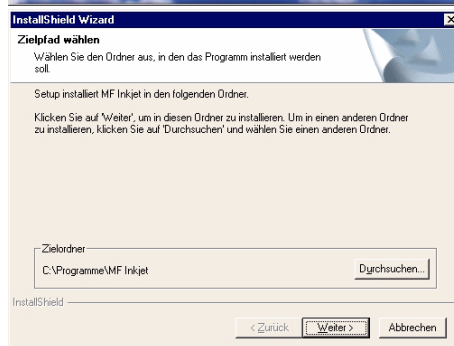 InstallShield Wizard
Zielpfad wählen
Wählen Sie den Ordner aus, in den das Programm installiert werden
soll.
Setup installiert MF Inkjet in den folgenden Ordner.
Klicken Sie auf 'Weiter', um in diesen Ordner zu installieren. Um in einen anderen Ordner
zu installieren, klicken Sie auf 'Durchsuchen' und wählen Sie einen anderen Ordner.
Zielordner
C:\Programme\MF Inkjet
Durchsuchen...
InstallShield
< Zurück Weiter > Abbrechen